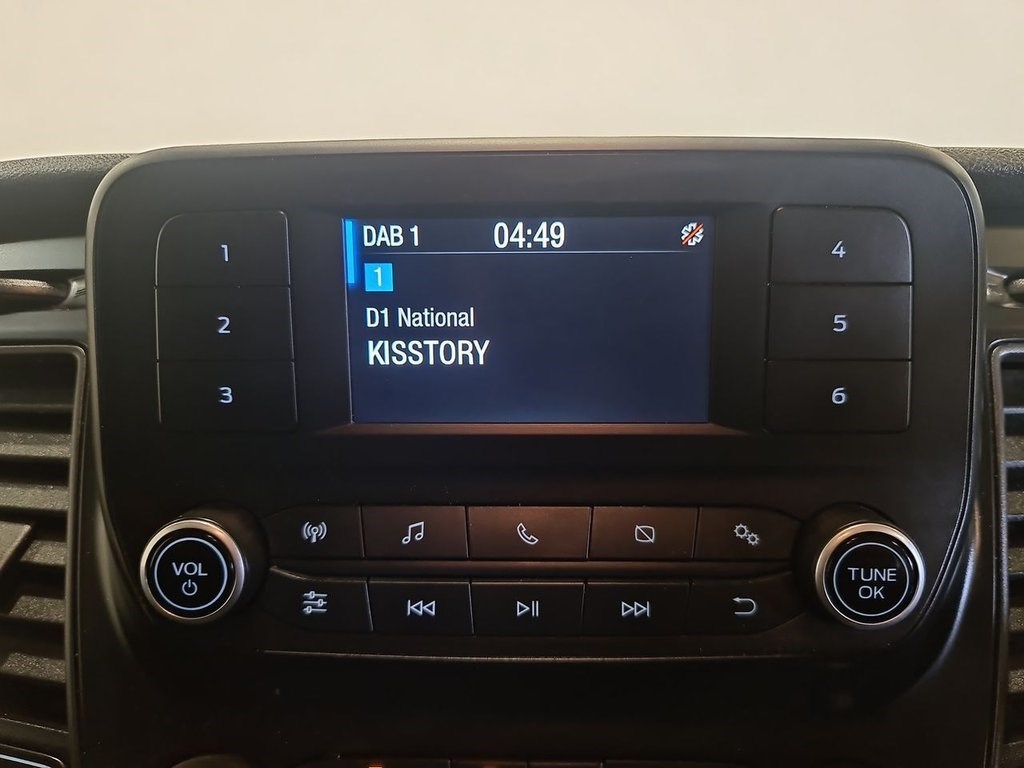 DAB 1 04:49
1
D1 National
KISSTORY
1
2
3
4
5
6
VOL
TUNE
OK